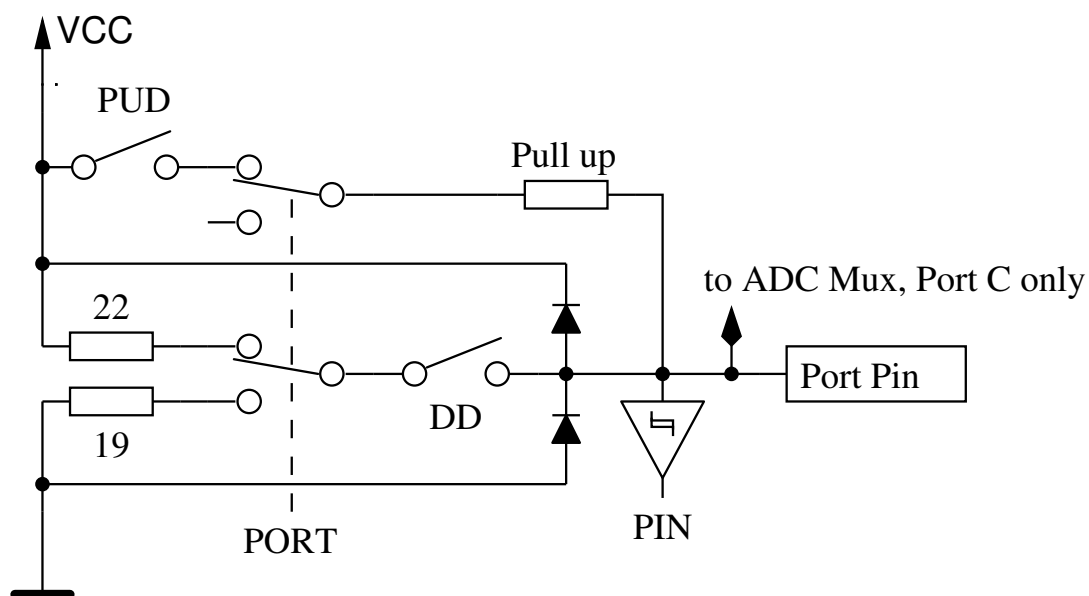 VCC
PUD
Pull up
to ADC Mux, Port C only
22
Port Pin
DD
19
PORT
PIN